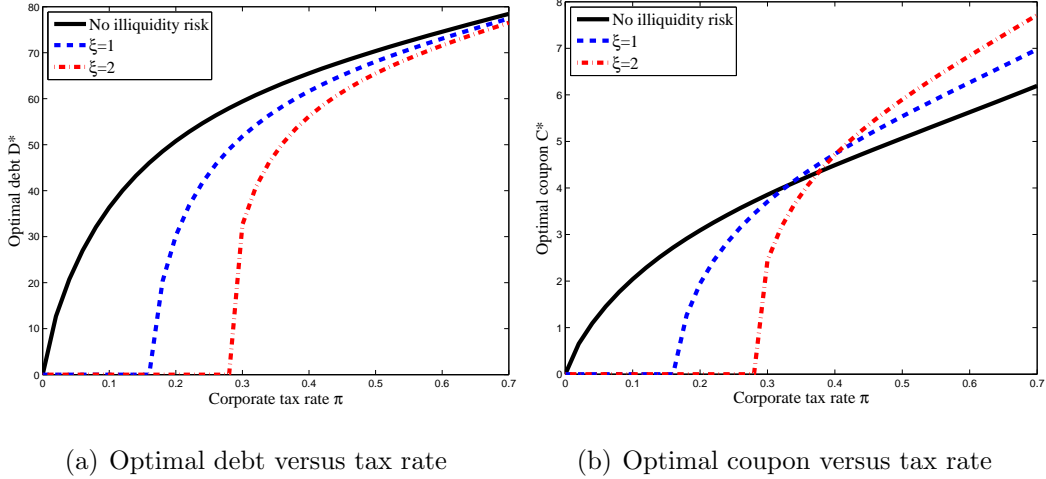 No illiquidity risk
ξ=1
ξ=2
80
70
60
50
40
30
20
10
0
0
0.1
0.2
0.3
0.4
0.5
0.6
0.7
Optimal debt D*
Corporate tax rate π
(a) Optimal debt versus tax rate
No illiquidity risk
ξ=1
ξ=2
8
7
6
5
4
3
2
1
0
0
0.1
0.2
0.3
0.4
0.5
0.6
0.7
Optimal coupon C*
Corporate tax rate π
(b) Optimal coupon versus tax rate